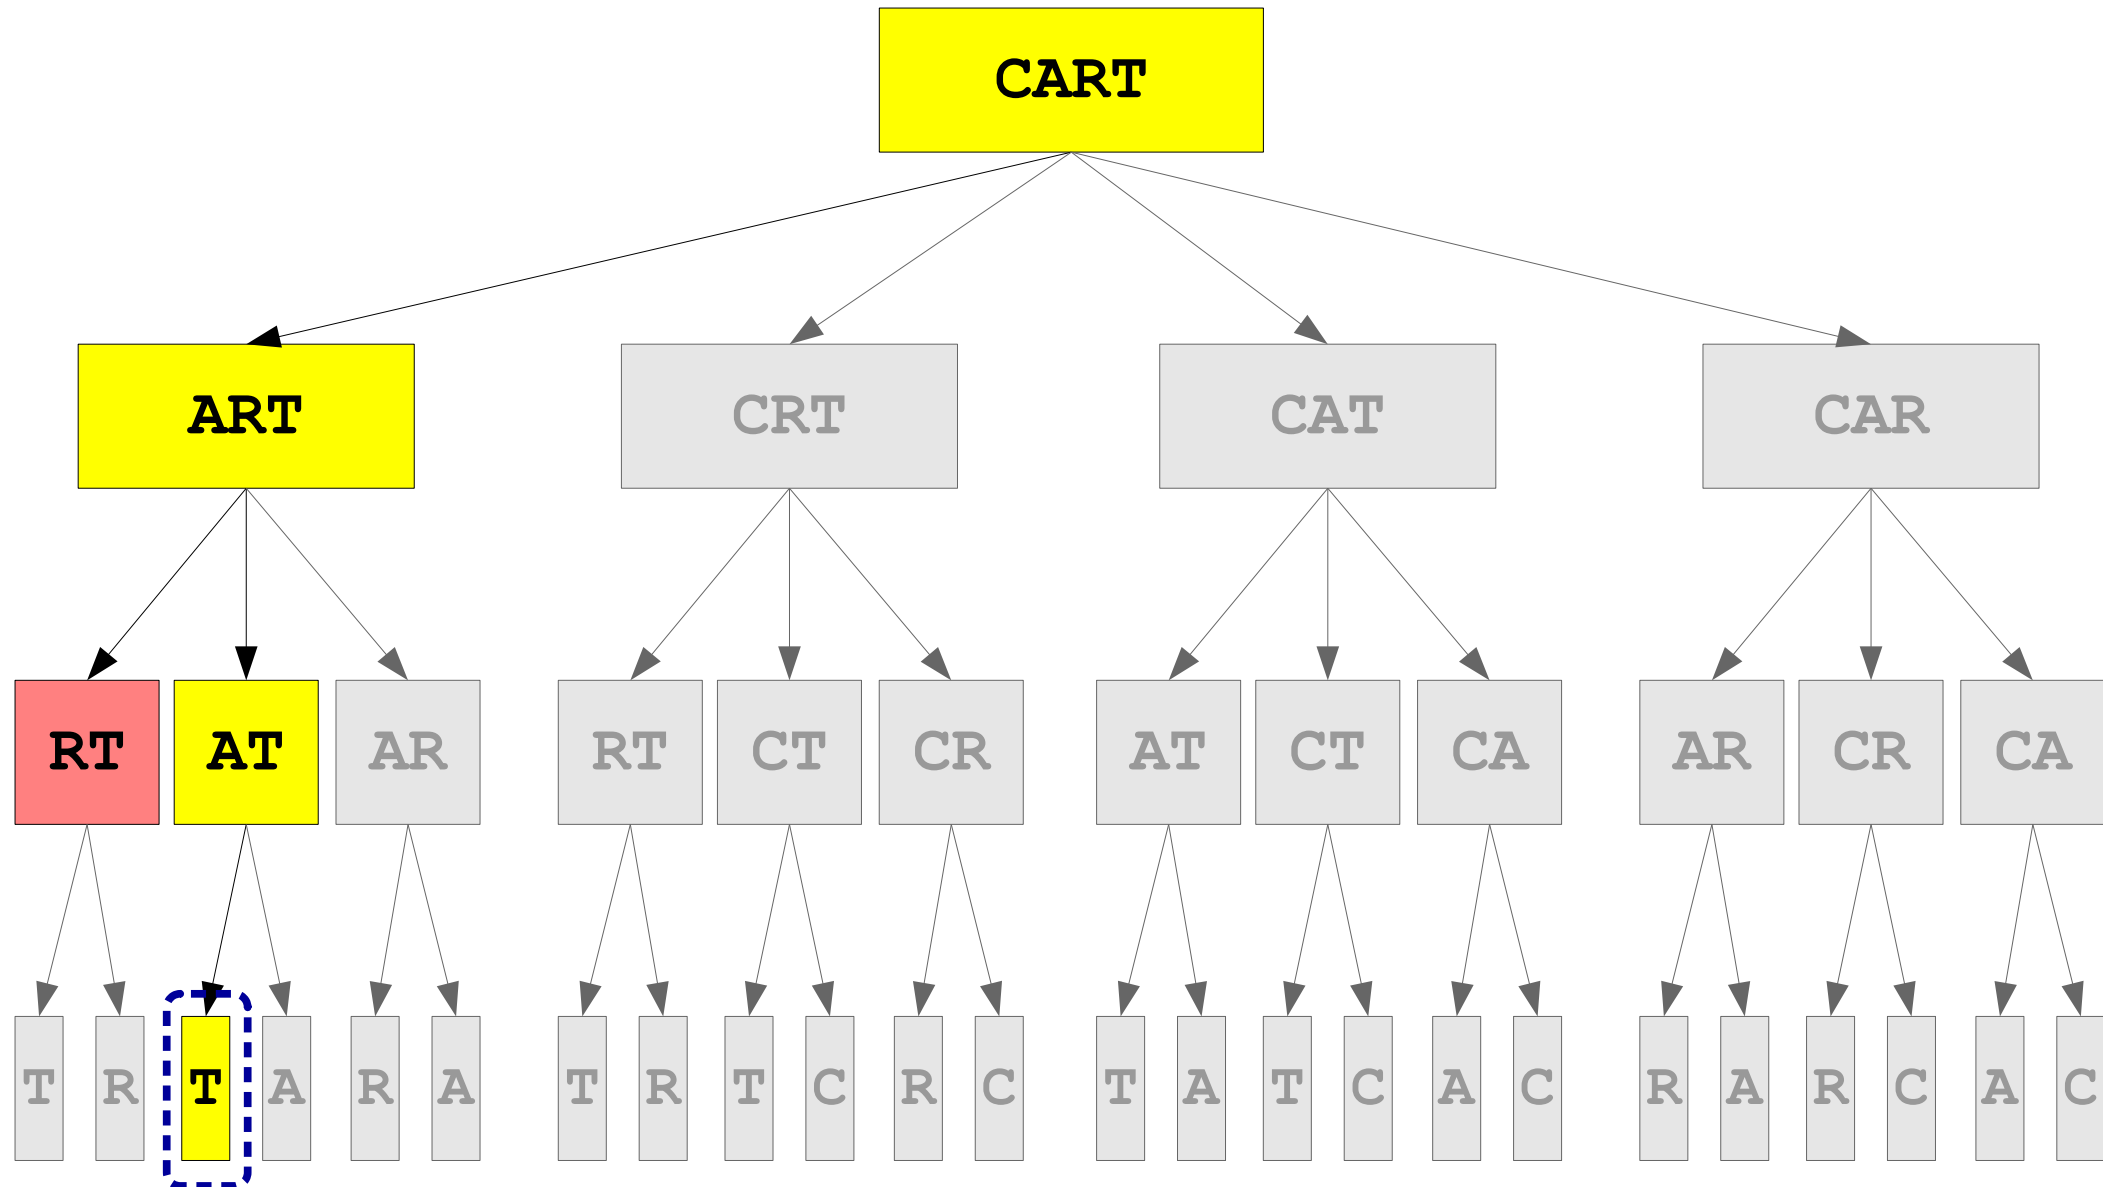 CART
ART CRT CAT CAR
RT AT AR RT CT CR AT CT CA AR CR CA
T R T A R A T R T C R C T A T C A C R A R C A C